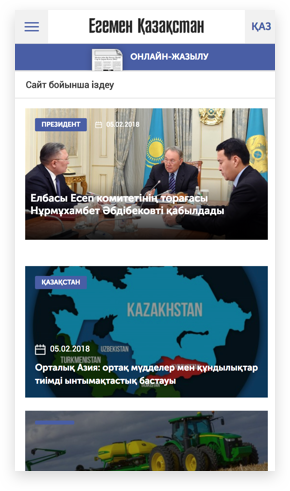 Егемен Қазақстан
ҚАЗ
ОНЛАЙН-ЖАЗЫЛУ
Сайт бойынша іздеу
ПРЕЗИДЕНТ
05.02.2018
Елбасы Есеп комитетінің төрағасы
Нұрмұхамбет Әбдібековті қабылдады
ҚАЗАҚСТАН
KAZAKHSTAN
UZBEKISTAN
05.02.2018
TURKMENISTAN
Орталық Азия: ортақ мүдделер мен құндылықтар
тиімді ынтымақтастық бастауы